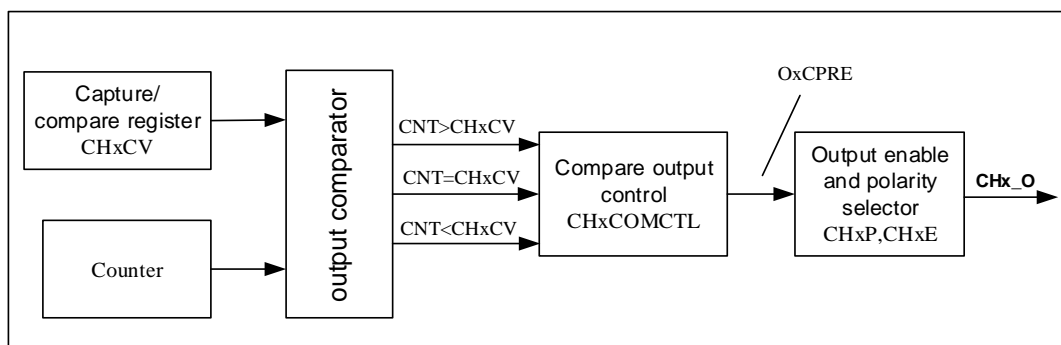 Capture/
compare register
CHxCV
Counter
output comparator
CNT>CHxCV
CNT=CHxCV
CNT<CHxCV
Compare output
control
CHxCOMCTL
OxCPRE
Output enable
and polarity
selector
CHxP,CHxE
CHx_O